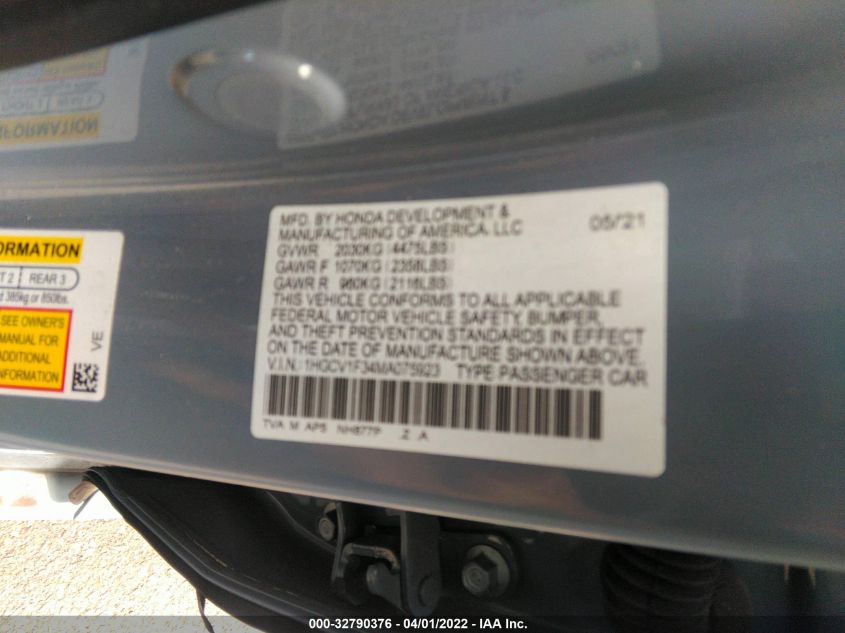 MFD. BY HONDA DEVELOPMENT & 05/21
MANUFACTURING OF AMERICA, LLC
GVWR 2030KG(4475LBS)
GAWR F 1070KG(2358LBS)
GAWR R 960KG(2116LBS)
THIS VEHICLE CONFORMS TO ALL APPLICABLE
FEDERAL MOTOR VEHICLE SAFETY, BUMPER,
AND THEFT PREVENTION STANDARDS IN EFFECT
ON THE DATE OF MANUFACTURE SHOWN ABOVE.
V.I.N.: 1HGCV1F34MA075923 TYPE PASSENGER CAR
TVA M AP5 NH877P Z A
ORMATION
T 2 REAR 3
d 385kg or 850lbs.
SEE OWNER'S
MANUAL FOR
ADDITIONAL
INFORMATION
VE
000-32790376 - 04/01/2022 - IAA Inc.